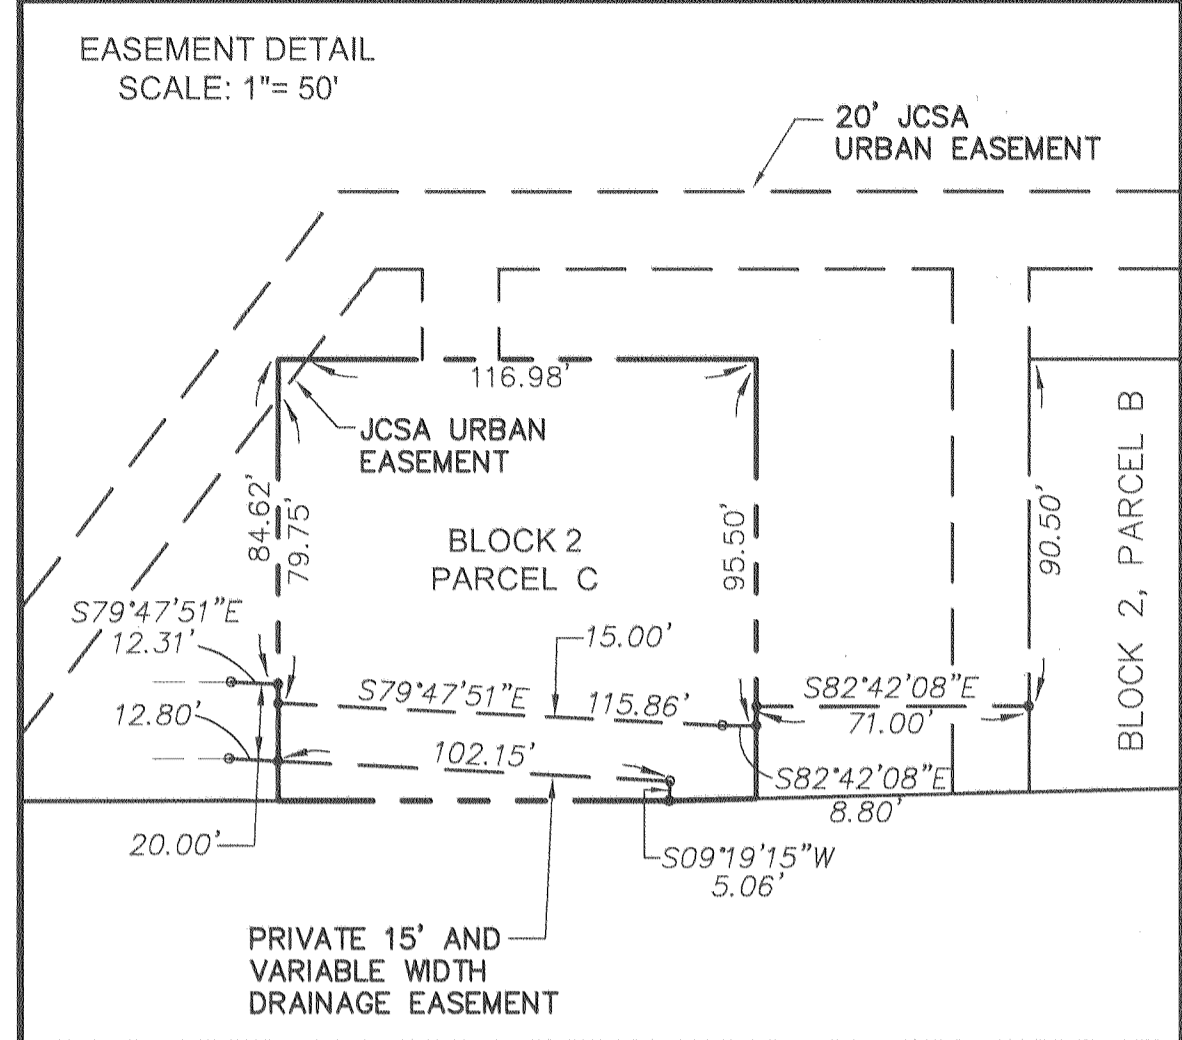 EASEMENT DETAIL
SCALE: 1"= 50'
20' JCSA
URBAN EASEMENT
116.98'
JCSA URBAN
EASEMENT
84.62'
79.75'
BLOCK 2
PARCEL C
95.50'
90.50'
BLOCK 2, PARCEL B
S79°47'51"E
12.31'
15.00'
S79°47'51"E 115.86'
S82°42'08"E
71.00'
12.80'
102.15'
S82°42'08"E
8.80'
20.00'
S09°19'15"W
5.06'
PRIVATE 15' AND
VARIABLE WIDTH
DRAINAGE EASEMENT